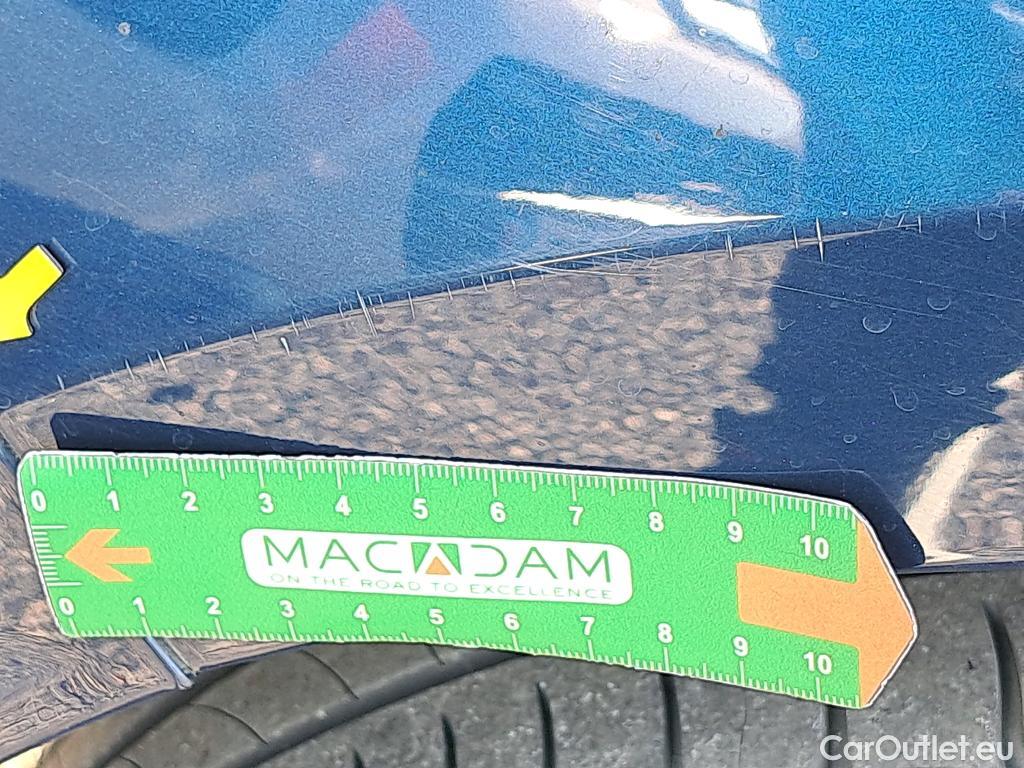 0 1 2 3 4 5 6 7 8 9 10
MACADAM
ON THE ROAD TO EXCELLENCE
0 1 2 3 4 5 6 7 8 9 10
CarOutlet.eu